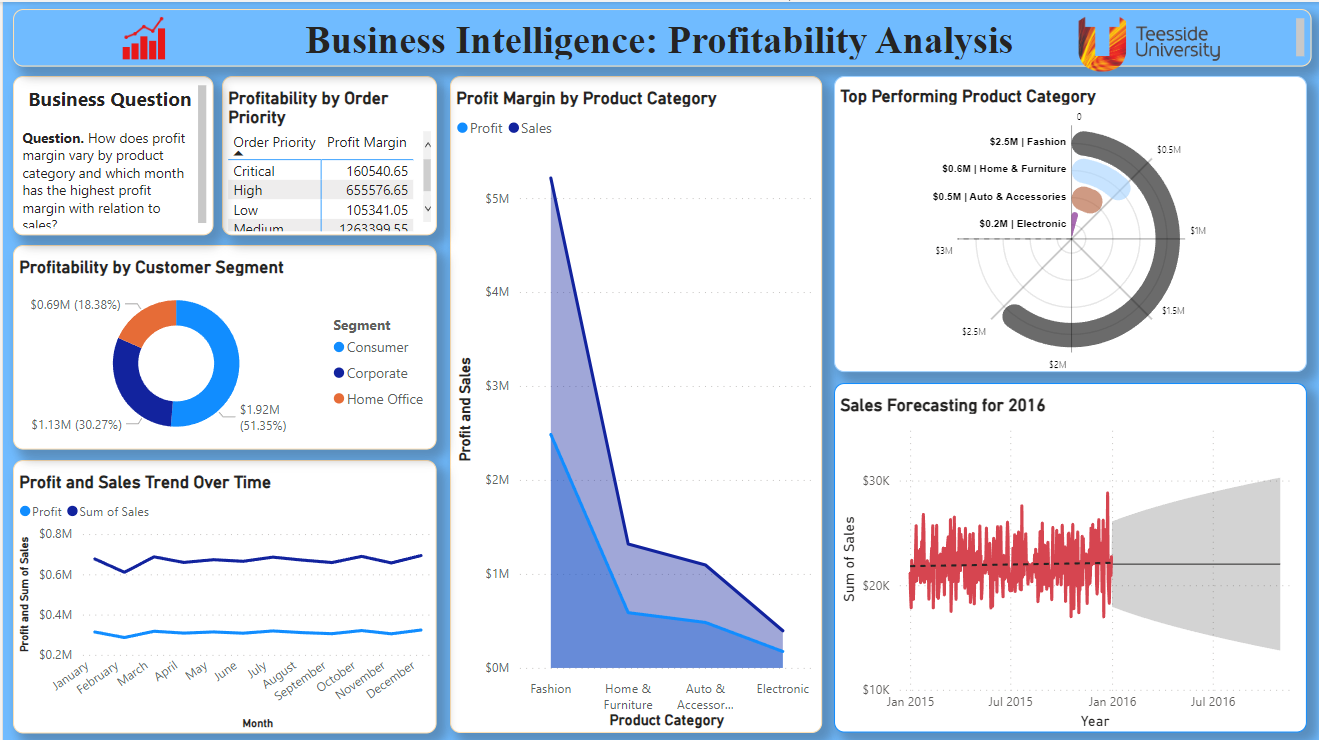 Business Intelligence: Profitability Analysis
Teesside
University
Business Question
Question. How does profit
margin vary by product
category and which month
has the highest profit
margin with relation to
sales?
Profitability by Order
Priority
Order Priority Profit Margin
Critical 160540.65
High 655576.65
Low 105341.05
Medium 1263399.55
Profitability by Customer Segment
$0.69M (18.38%)
$1.13M (30.27%)
$1.92M
(51.35%)
Segment
Consumer
Corporate
Home Office
Profit and Sales Trend Over Time
Profit Sum of Sales
Profit and Sum of Sales
$0.8M
$0.6M
$0.4M
$0.2M
January
February
March
April
May
June
July
August
September
October
November
December
Month
Profit Margin by Product Category
Profit Sales
Profit and Sales
$5M
$4M
$3M
$2M
$1M
$0M
Fashion
Home &
Furniture
Auto &
Accessor...
Electronic
Product Category
Top Performing Product Category
0
$0.5M
$1M
$1.5M
$2M
$2.5M
$3M
$2.5M | Fashion
$0.6M | Home & Furniture
$0.5M | Auto & Accessories
$0.2M | Electronic
Sales Forecasting for 2016
Sum of Sales
$30K
$20K
$10K
Jan 2015
Jul 2015
Jan 2016
Jul 2016
Year